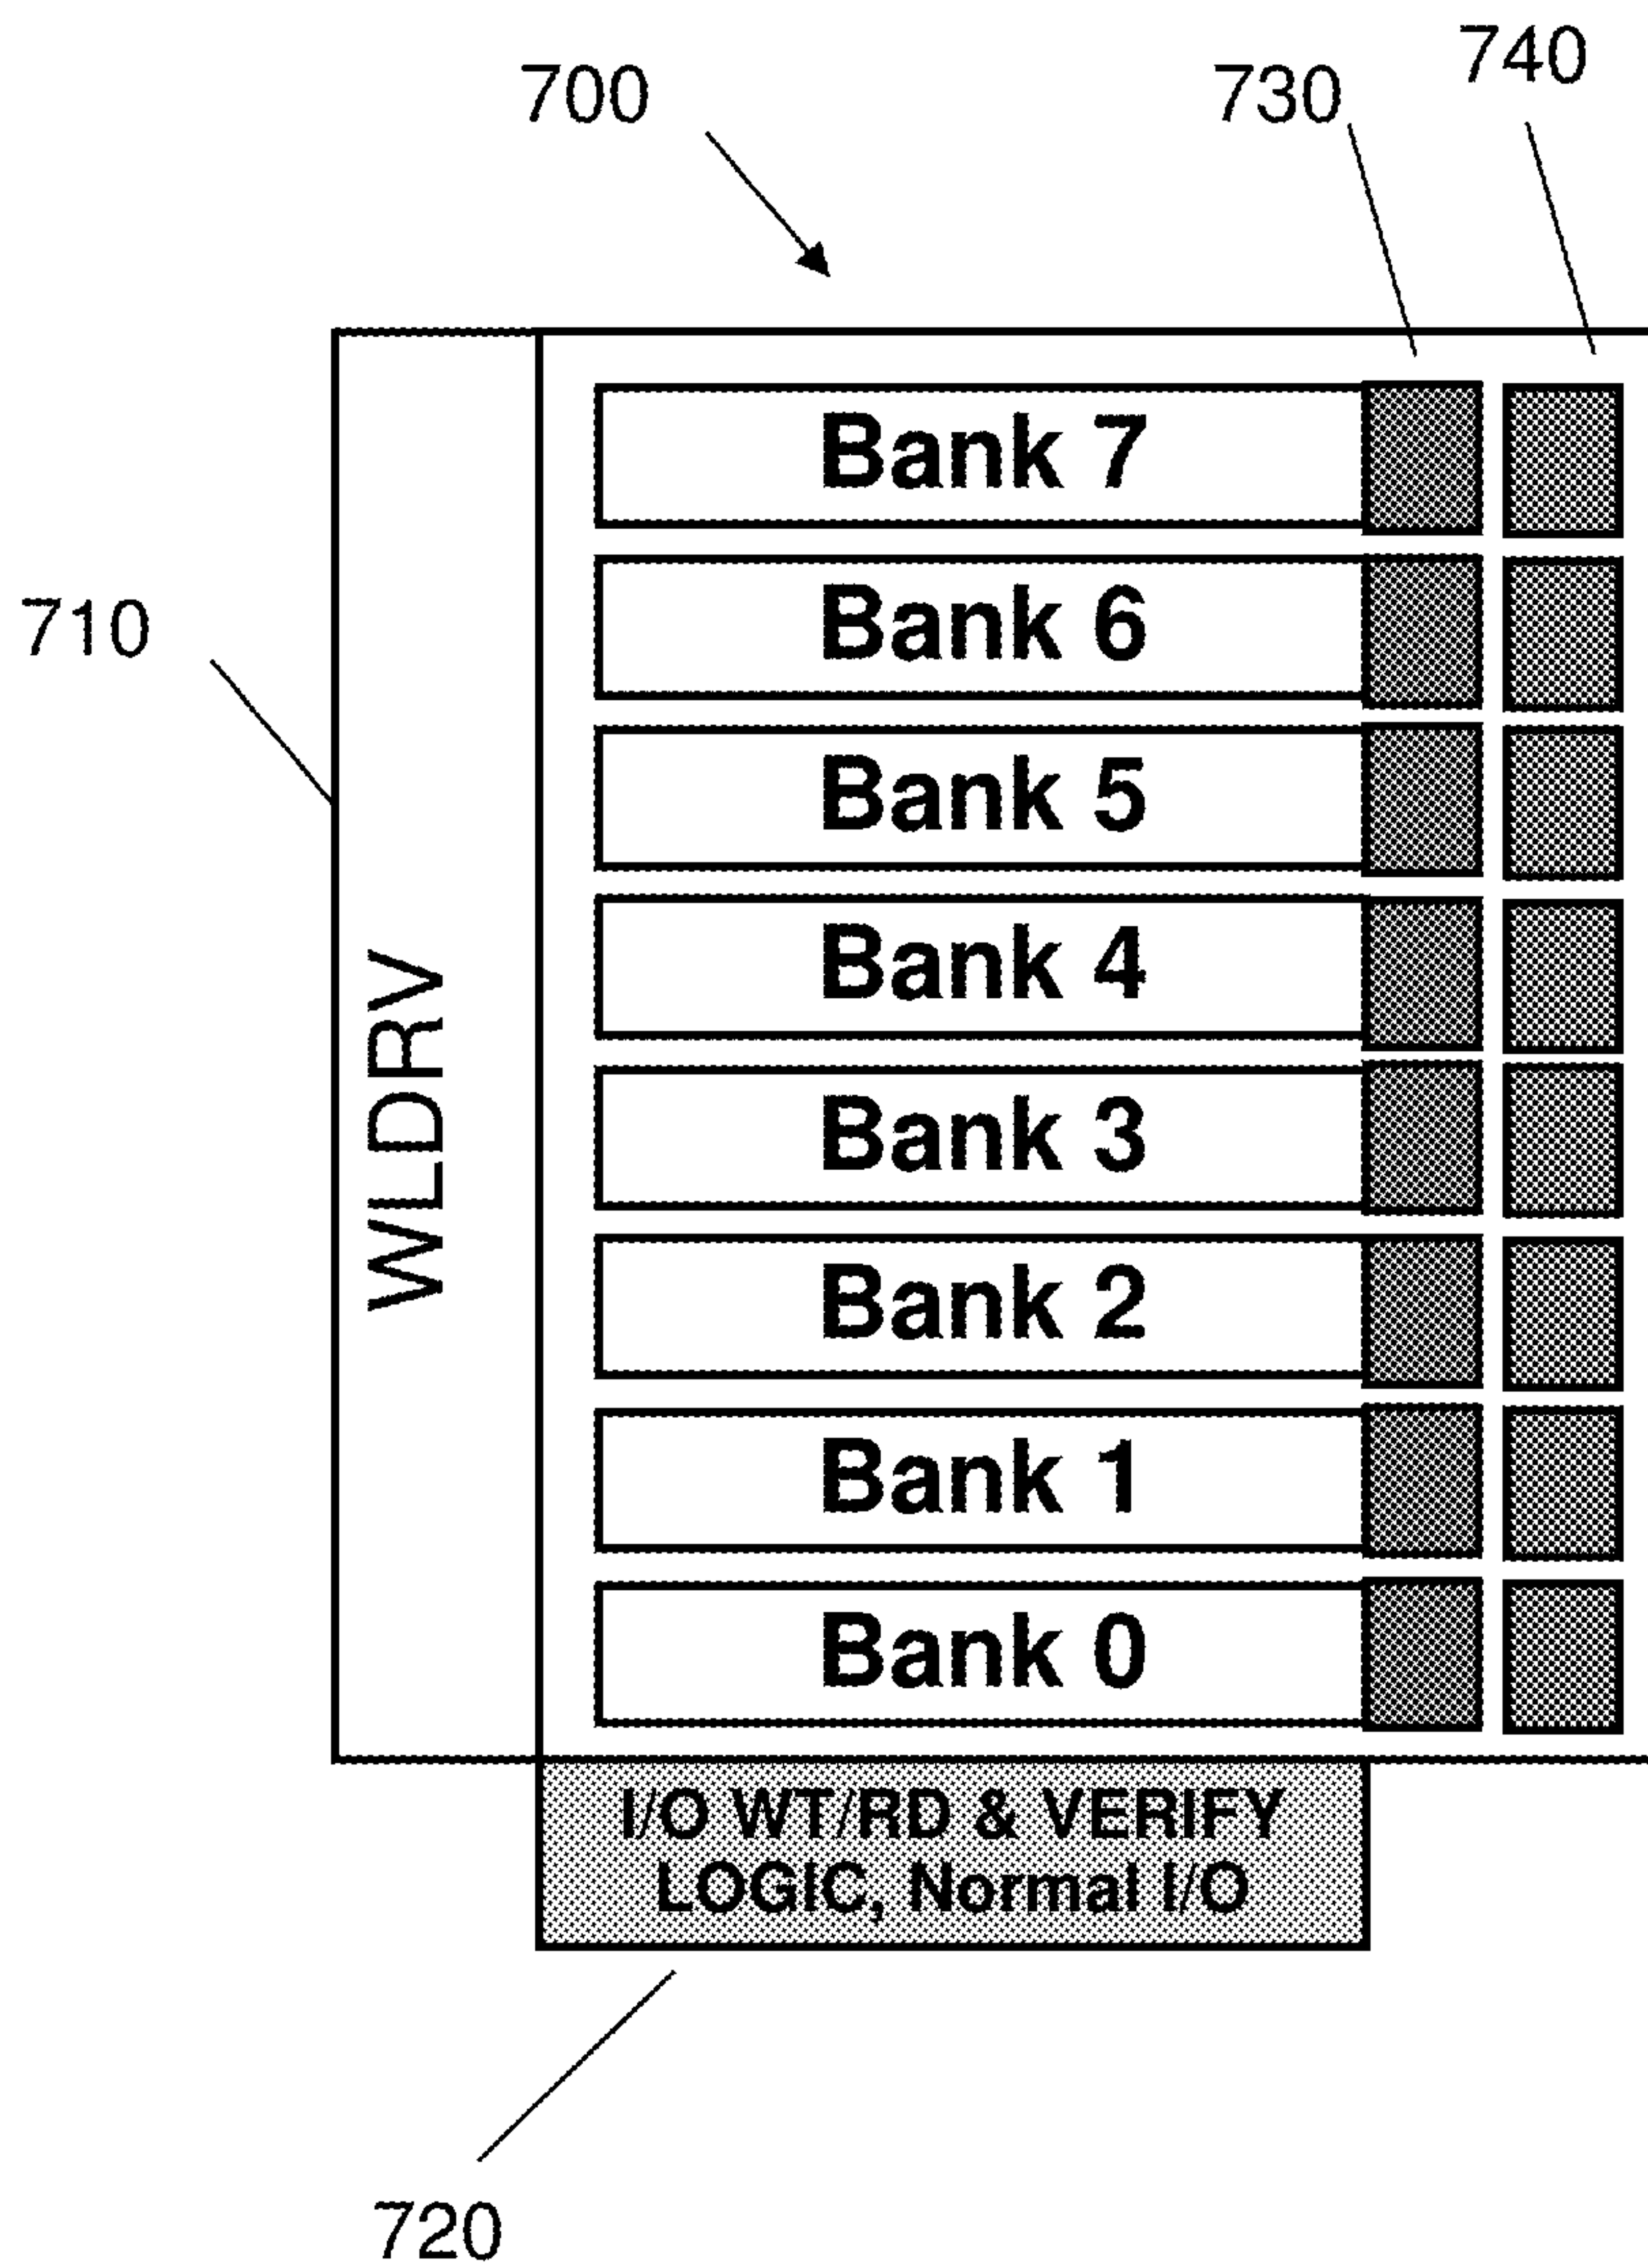 740
700
730
Bank 7
Bank 6
710
Bank 5
Bank 4
WLDRV
Bank 3
Bank 2
Bank 1
Bank 0
I/O WT/RD & VERIFY
LOGIC, Normal I/O
720